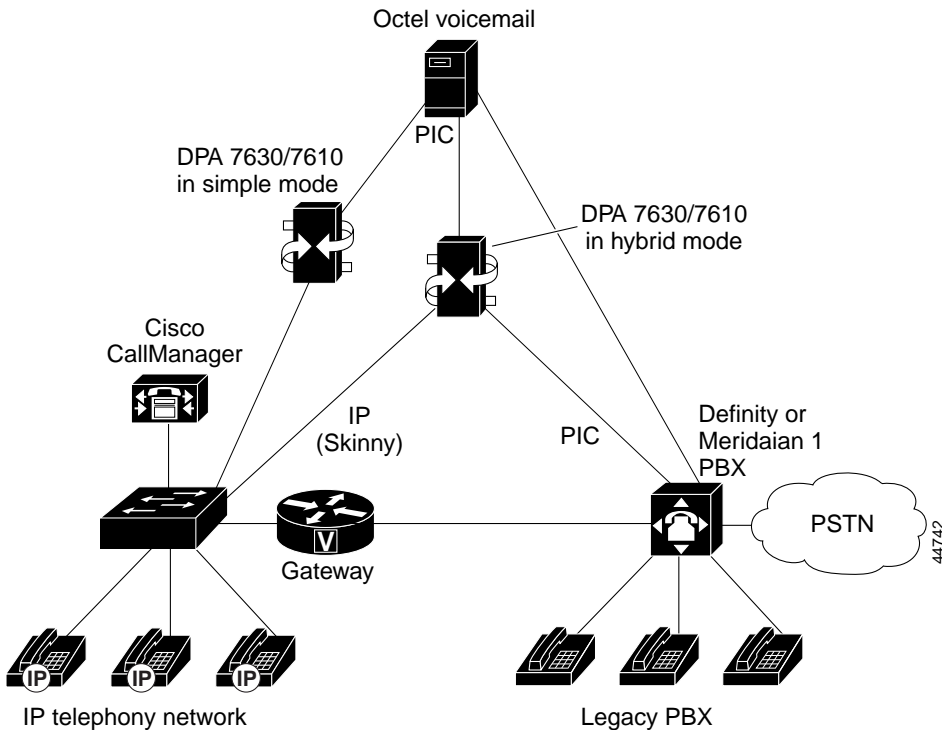 Octel voicemail
PIC
DPA 7630/7610
in simple mode
DPA 7630/7610
in hybrid mode
Cisco
CallManager
IP
(Skinny)
PIC
Definity or
Meridaian 1
PBX
V
Gateway
PSTN
44742
IP
IP
IP
IP telephony network
Legacy PBX